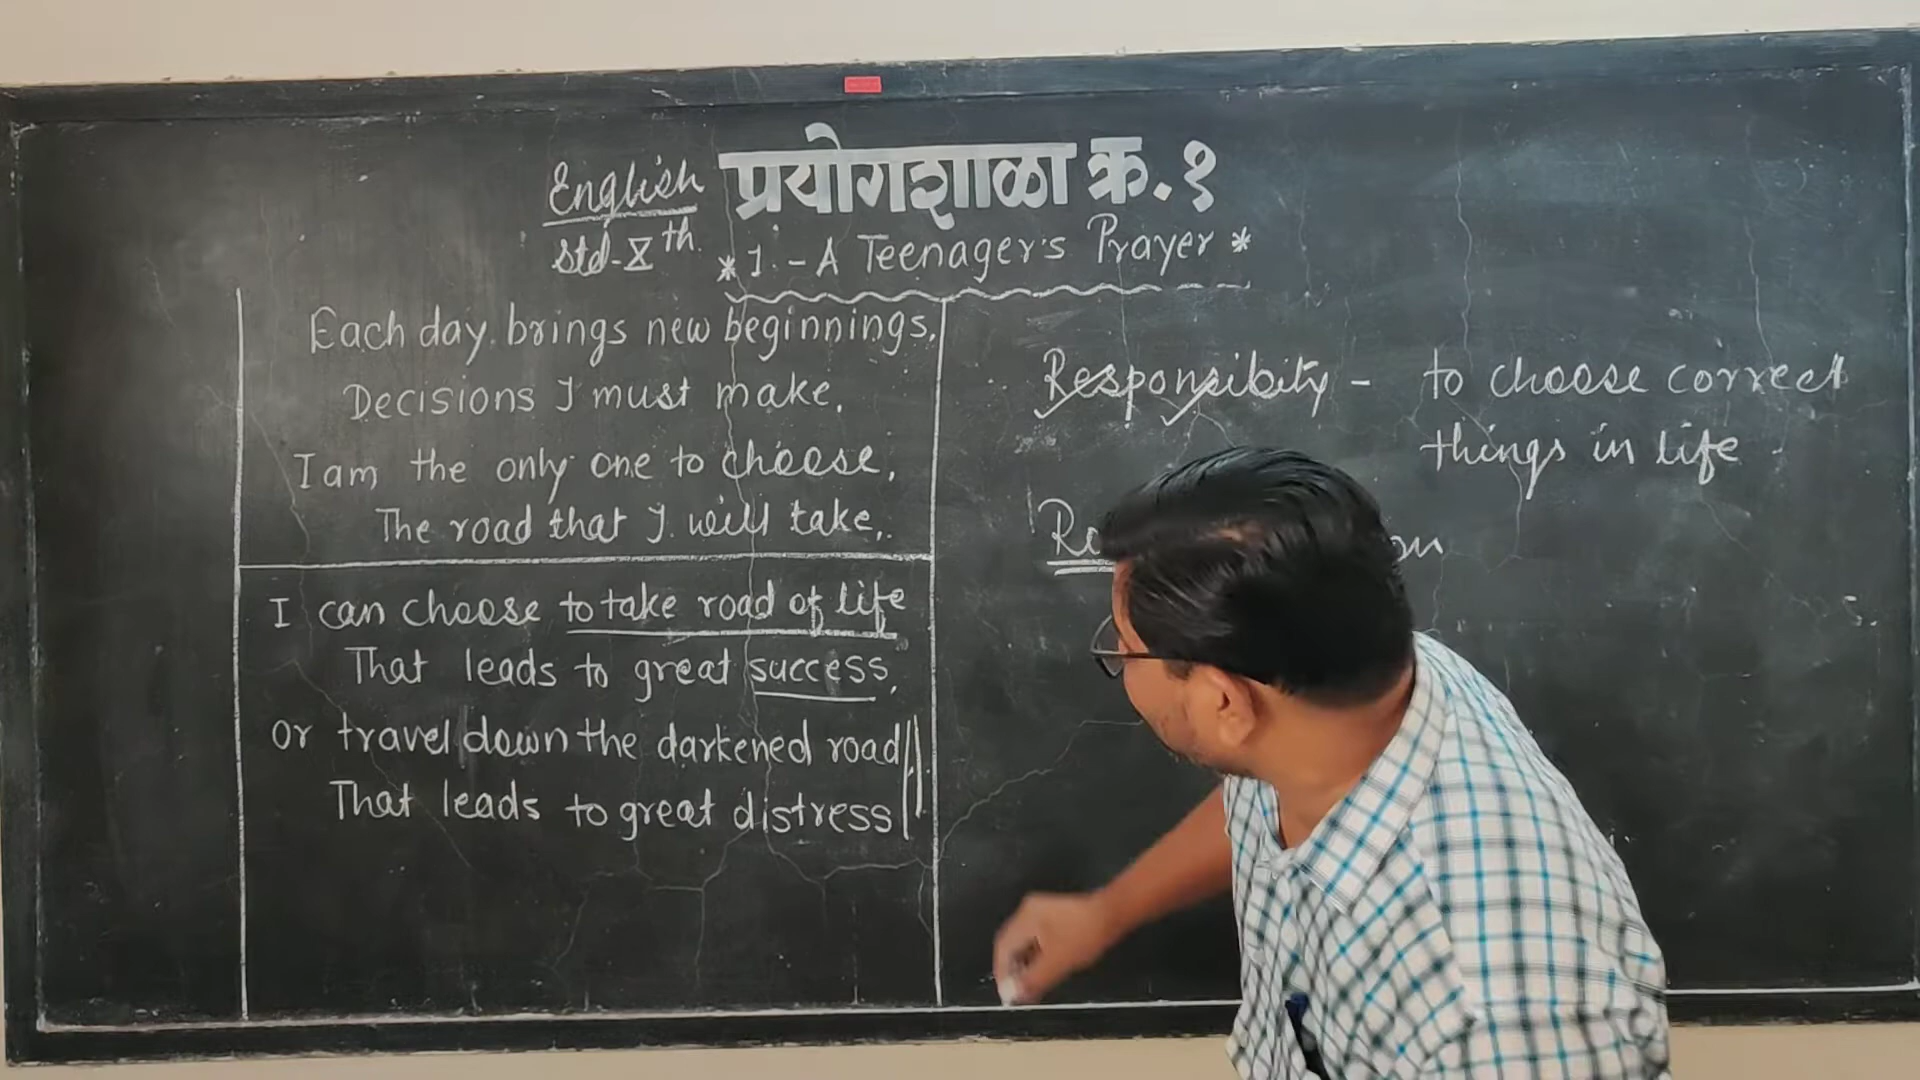 प्रयोगशाळा क्र. १
English
Std-Xth.
* 1. - A Teenager's Prayer *
Each day brings new beginnings,
Decisions I must make,
I am the only one to choose,
The road that I will take.
I can choose to take road of life
That leads to great success,
or travel down the darkened road
That leads to great distress
Responsibity - to choose correct
things in life